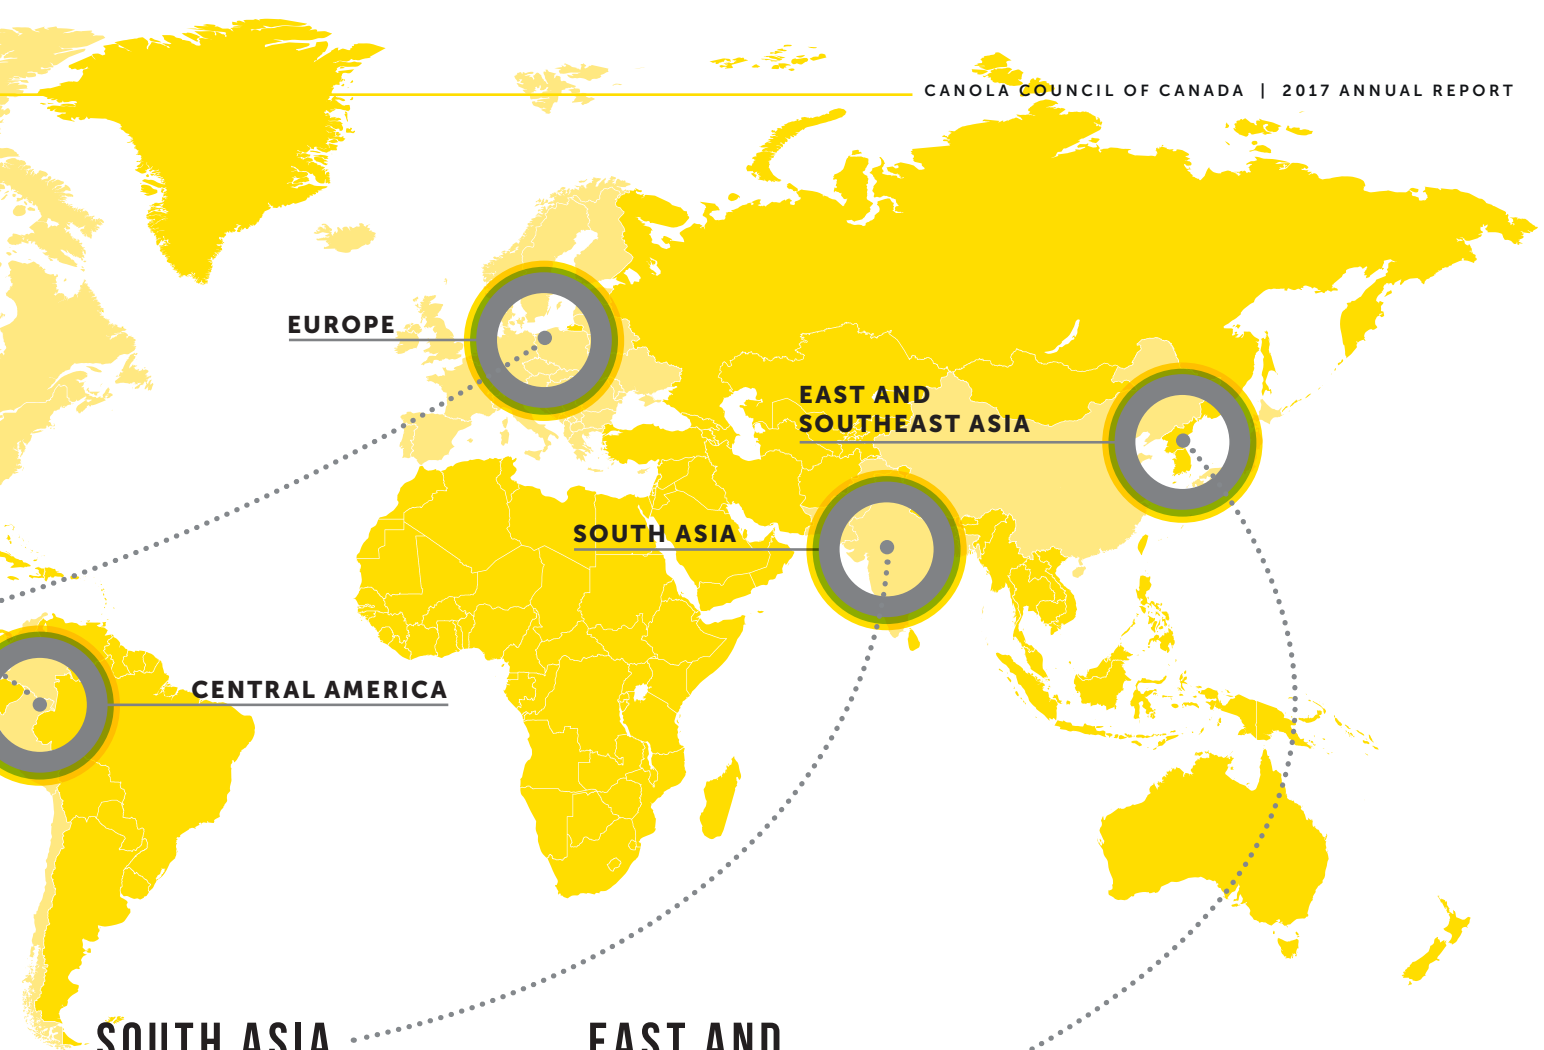 CANOLA COUNCIL OF CANADA | 2017 ANNUAL REPORT
EUROPE
EAST AND
SOUTHEAST ASIA
SOUTH ASIA
CENTRAL AMERICA
SOUTH ASIA
EAST AND